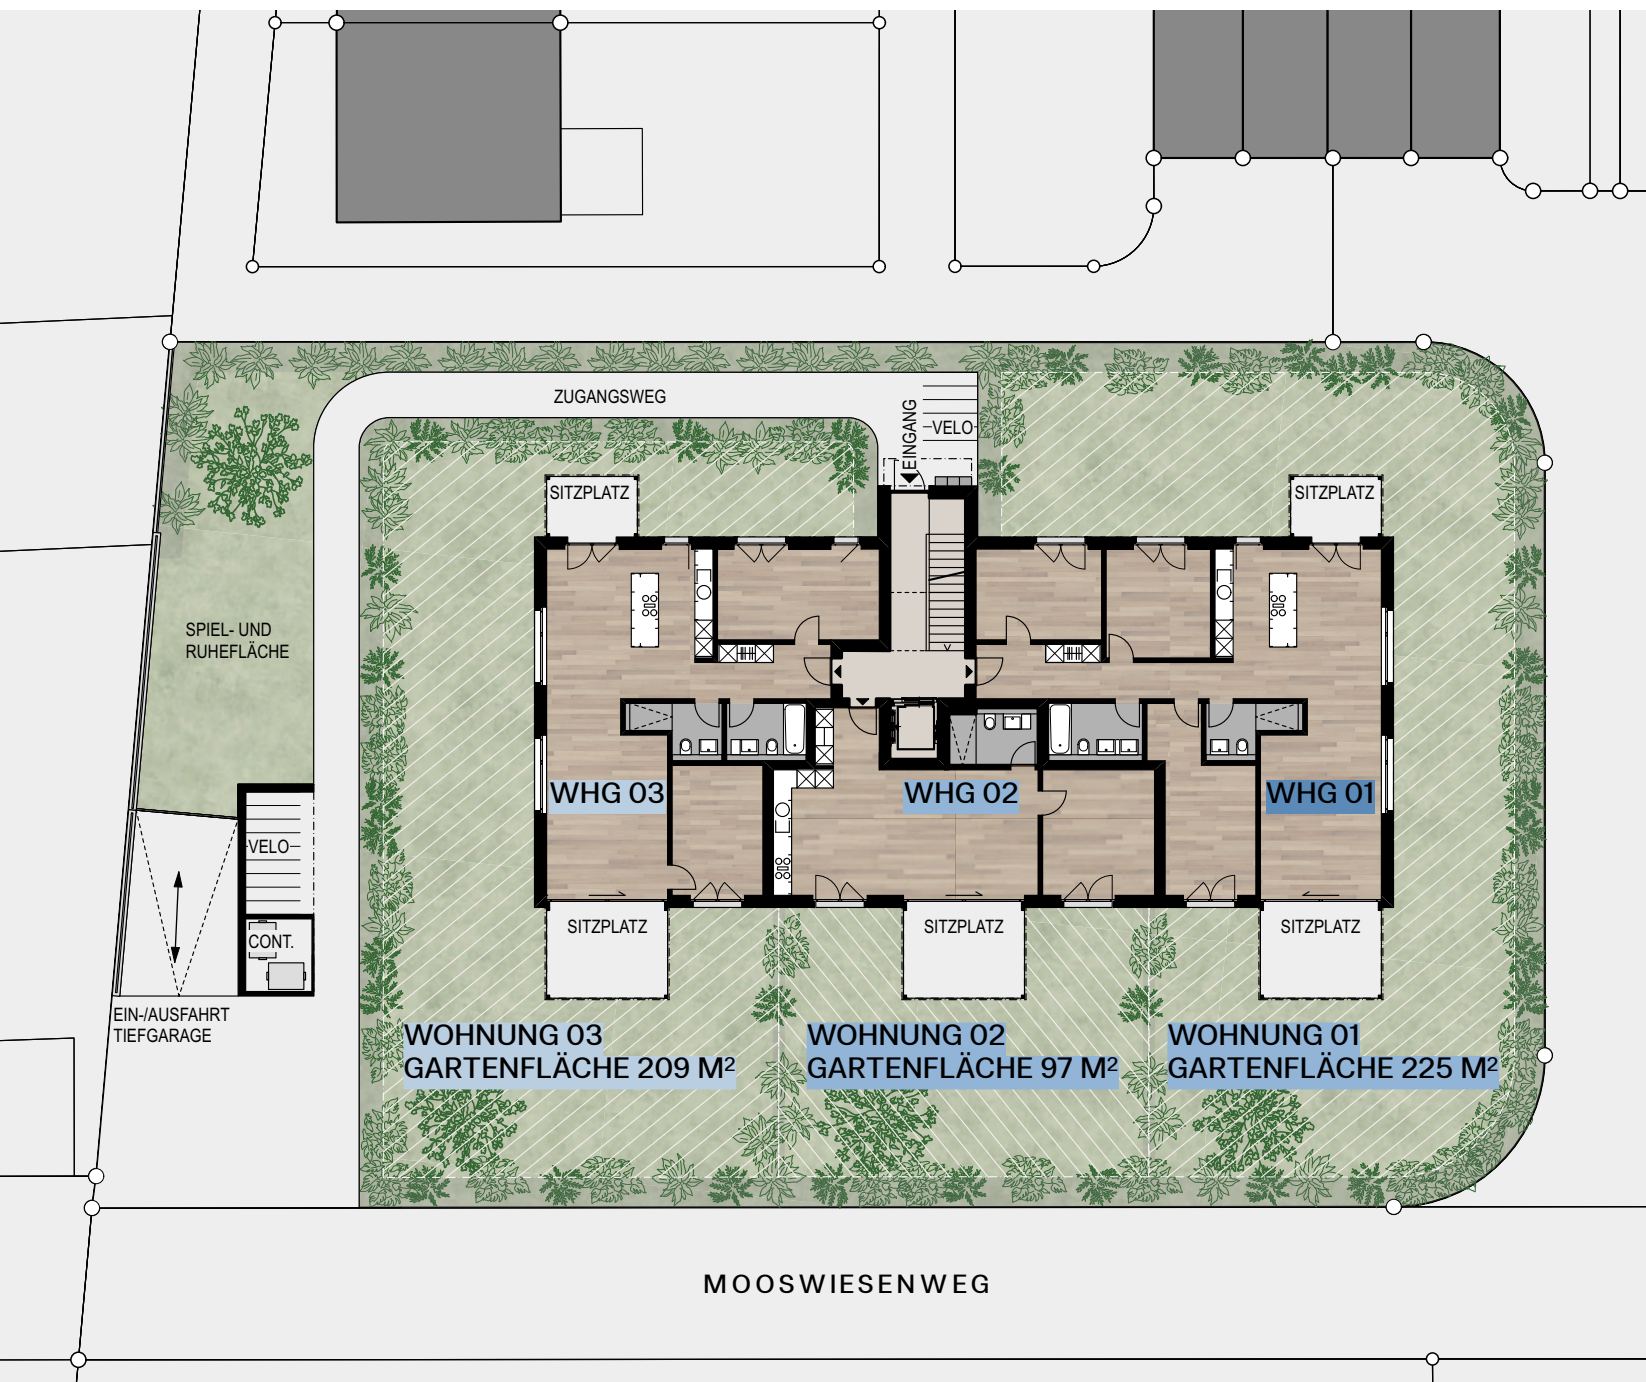 ZUGANGSWEG
EINGANG
VELO
SITZPLATZ
SITZPLATZ
SPIEL- UND
RUHEFLÄCHE
WHG 03
WHG 02
WHG 01
VELO
CONT.
SITZPLATZ
SITZPLATZ
SITZPLATZ
EIN-/AUSFAHRT
TIEFGARAGE
WOHNUNG 03
GARTENFLÄCHE 209 M²
WOHNUNG 02
GARTENFLÄCHE 97 M²
WOHNUNG 01
GARTENFLÄCHE 225 M²
MOOSWIESENWEG